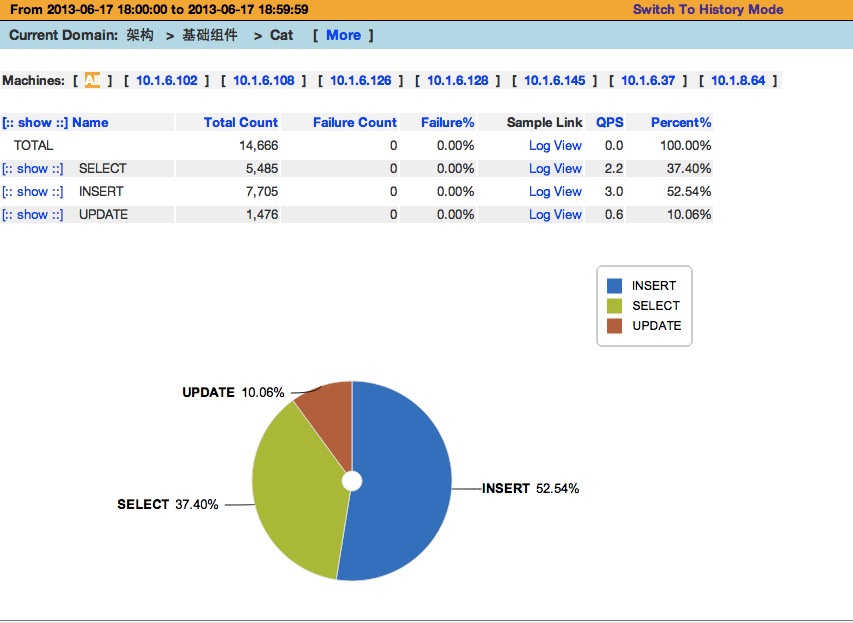 From 2013-06-17 18:00:00 to 2013-06-17 18:59:59 Switch To History Mode
Current Domain: 架构 > 基础组件 > Cat [ More ]
Machines: [ All ] [ 10.1.6.102 ] [ 10.1.6.108 ] [ 10.1.6.126 ] [ 10.1.6.128 ] [ 10.1.6.145 ] [ 10.1.6.37 ] [ 10.1.8.64 ]
[:: show ::] Name Total Count Failure Count Failure% Sample Link QPS Percent%
TOTAL 14,666 0 0.00% Log View 0.0 100.00%
[:: show ::] SELECT 5,485 0 0.00% Log View 2.2 37.40%
[:: show ::] INSERT 7,705 0 0.00% Log View 3.0 52.54%
[:: show ::] UPDATE 1,476 0 0.00% Log View 0.6 10.06%
INSERT
SELECT
UPDATE
UPDATE 10.06%
INSERT 52.54%
SELECT 37.40%